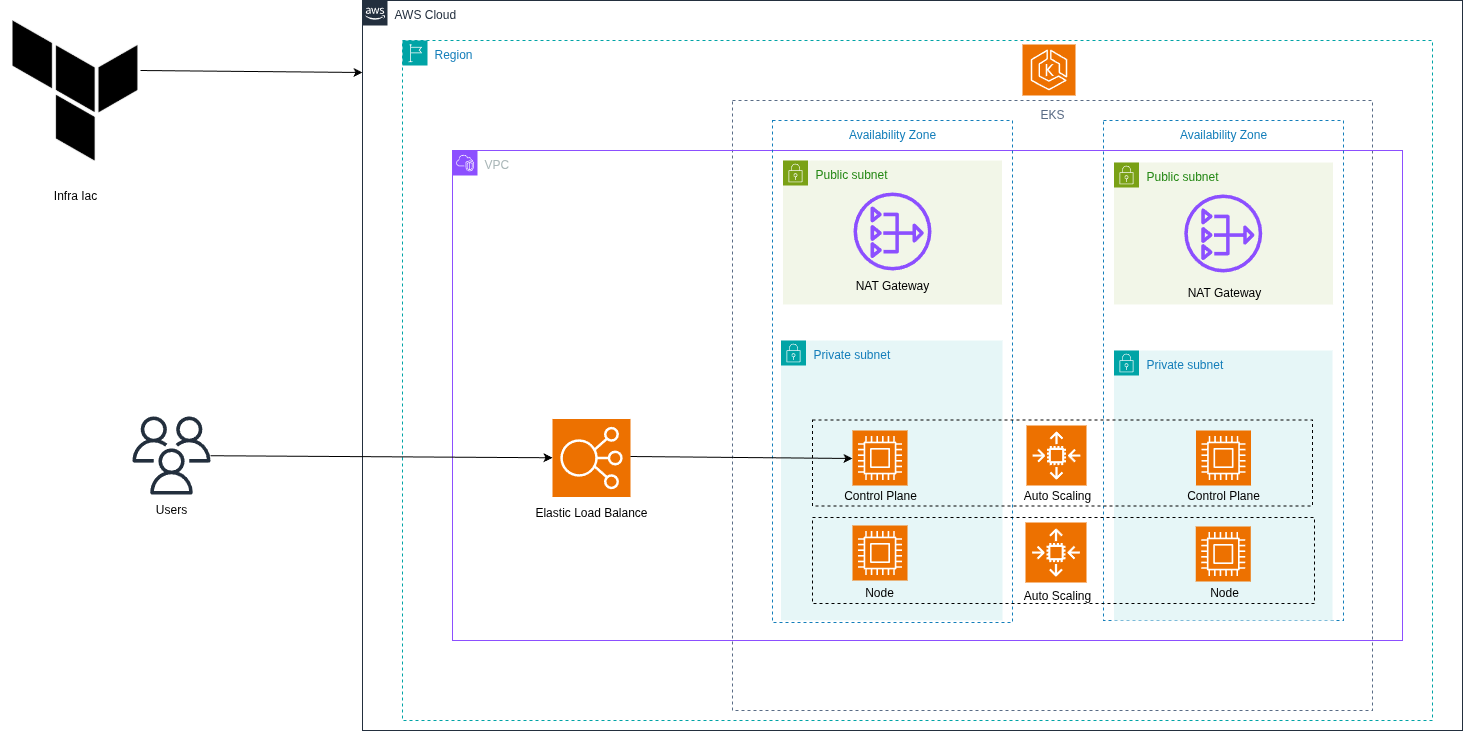 aws
AWS Cloud
Region
EKS
Availability Zone
Availability Zone
VPC
Public subnet
Public subnet
Infra Iac
NAT Gateway
NAT Gateway
Private subnet
Private subnet
K
Control Plane
Auto Scaling
Control Plane
Users
Elastic Load Balance
Node
Auto Scaling
Node